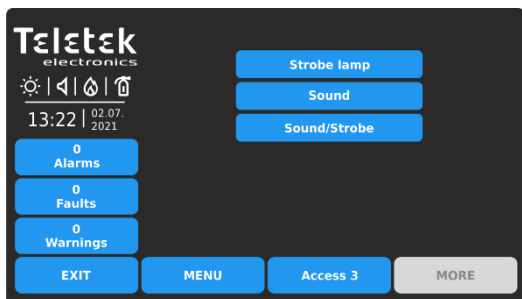 Teletek
electronics
13:22
02.07.
2021
Strobe lamp
Sound
Sound/Strobe
0
Alarms
0
Faults
0
Warnings
EXIT
MENU
Access 3
MORE